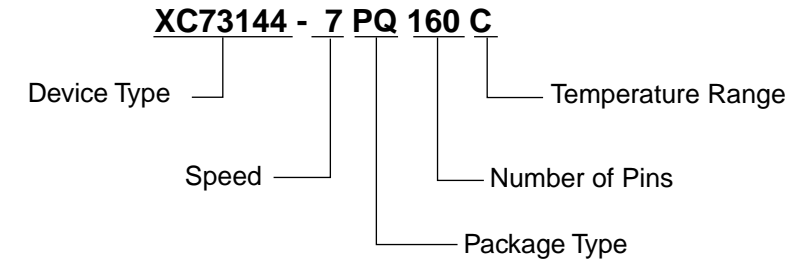 XC73144 - 7 PQ 160 C
Device Type
Temperature Range
Speed
Number of Pins
Package Type